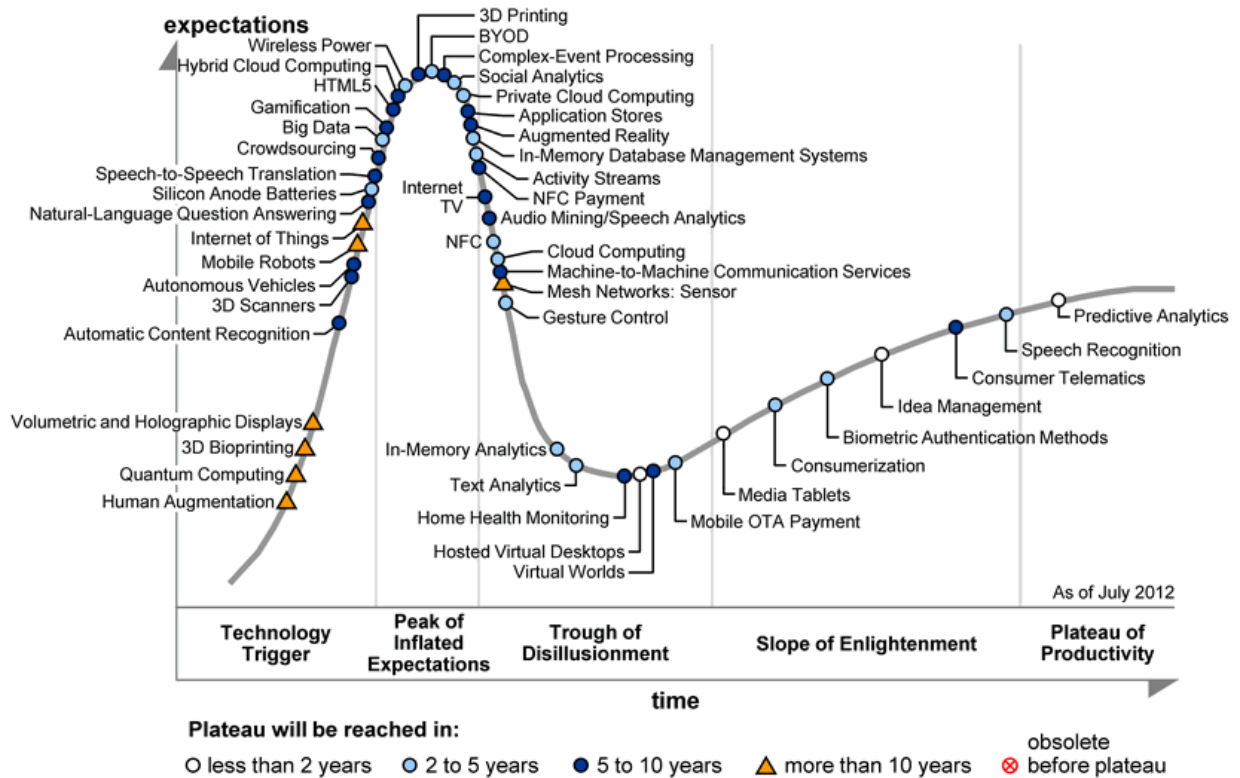 expectations
3D Printing
BYOD
Wireless Power
Complex-Event Processing
Hybrid Cloud Computing
Social Analytics
HTML5
Private Cloud Computing
Gamification
Application Stores
Big Data
Augmented Reality
Crowdsourcing
In-Memory Database Management Systems
Speech-to-Speech Translation
Activity Streams
Silicon Anode Batteries
Internet
TV
NFC Payment
Natural-Language Question Answering
Audio Mining/Speech Analytics
Internet of Things
NFC
Mobile Robots
Cloud Computing
Autonomous Vehicles
Machine-to-Machine Communication Services
3D Scanners
Mesh Networks: Sensor
Automatic Content Recognition
Gesture Control
Predictive Analytics
Speech Recognition
Consumer Telematics
Idea Management
Volumetric and Holographic Displays
Biometric Authentication Methods
3D Bioprinting
In-Memory Analytics
Consumerization
Quantum Computing
Text Analytics
Media Tablets
Human Augmentation
Home Health Monitoring
Mobile OTA Payment
Hosted Virtual Desktops
Virtual Worlds
As of July 2012
Technology
Trigger
Peak of
Inflated
Expectations
Trough of
Disillusionment
Slope of Enlightenment
Plateau of
Productivity
time
Plateau will be reached in:
less than 2 years
2 to 5 years
5 to 10 years
more than 10 years
obsolete
before plateau